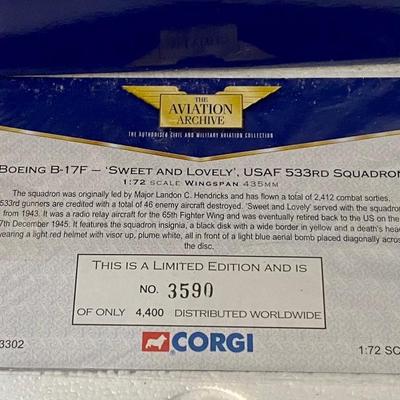 THE
AVIATION
ARCHIVE
THE AUTHORISED CIVIL AND MILITARY AVIATION COLLECTION
BOEING B-17F – 'SWEET AND LOVELY', USAF 533RD SQUADRON
1:72 SCALE WINGSPAN 435MM
The squadron was originally led by Major Landon C. Hendricks and has flown a total of 2,412 combat sorties.
533rd gunners are credited with a total of 46 enemy aircraft destroyed. 'Sweet and Lovely' served with the squadron
from 1943. It was a radio relay aircraft for the 65th Fighter Wing and was eventually retired back to the US on the
7th December 1945. It features the squadron insignia, a black disk with a wide border in yellow and a death's head
wearing a light red helmet with visor up, plume white, all in front of a light blue aerial bomb placed diagonally across
the disc.
THIS IS A LIMITED EDITION AND IS
NO. 3590
OF ONLY 4,400 DISTRIBUTED WORLDWIDE
3302
CORGI
1:72 SC